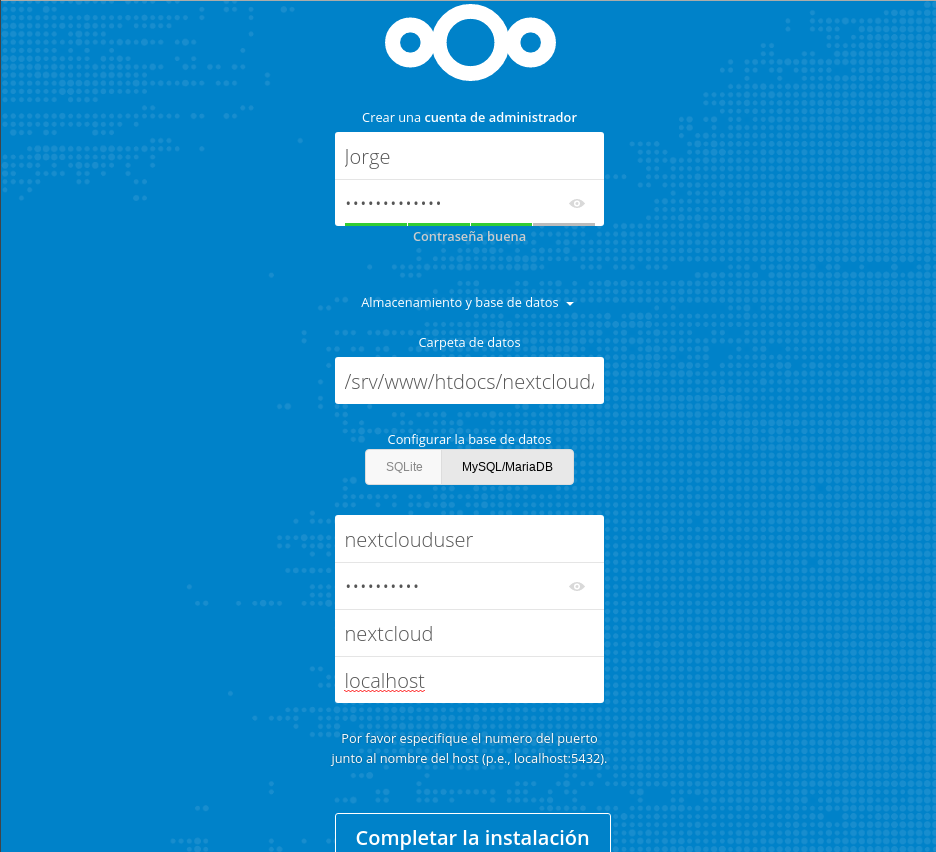 Crear una cuenta de administrador
Jorge
•••••••••••••
Contraseña buena
Almacenamiento y base de datos
Carpeta de datos
/srv/www/htdocs/nextcloud/
Configurar la base de datos
SQLite MySQL/MariaDB
nextclouduser
••••••••••
nextcloud
localhost
Por favor especifique el numero del puerto
junto al nombre del host (p.e., localhost:5432).
Completar la instalación